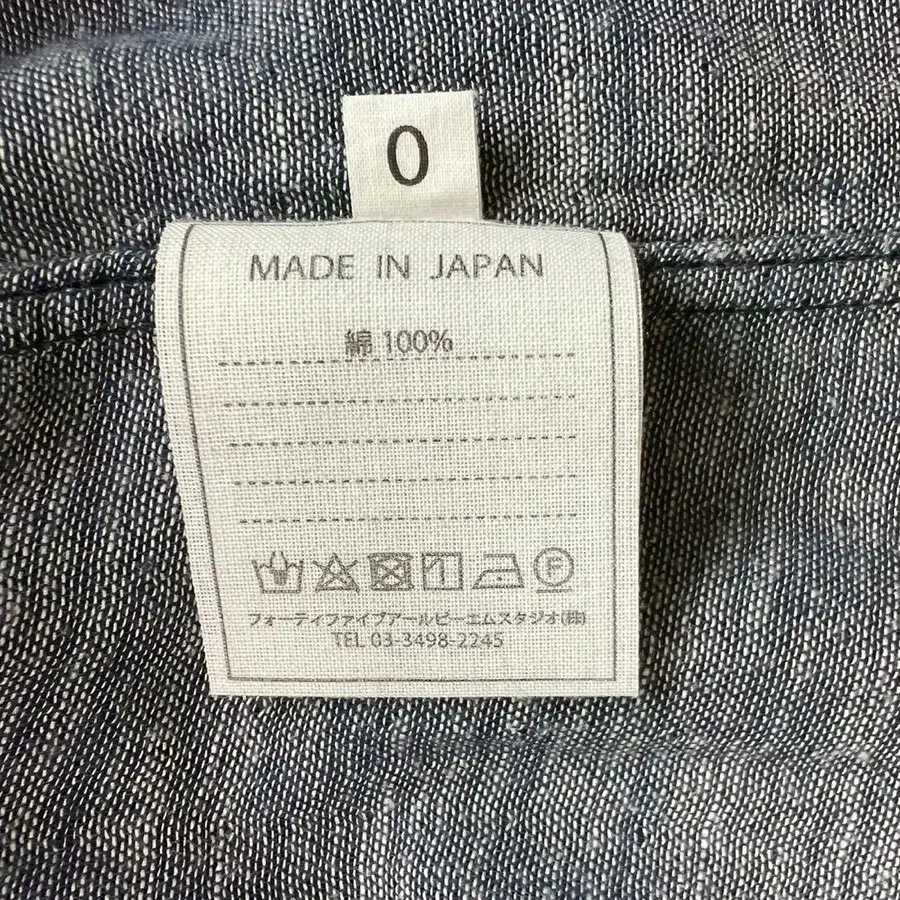 0
MADE IN JAPAN
綿 100%
F
フォーティファイブアールピーエムスタジオ(株)
TEL 03-3498-2245